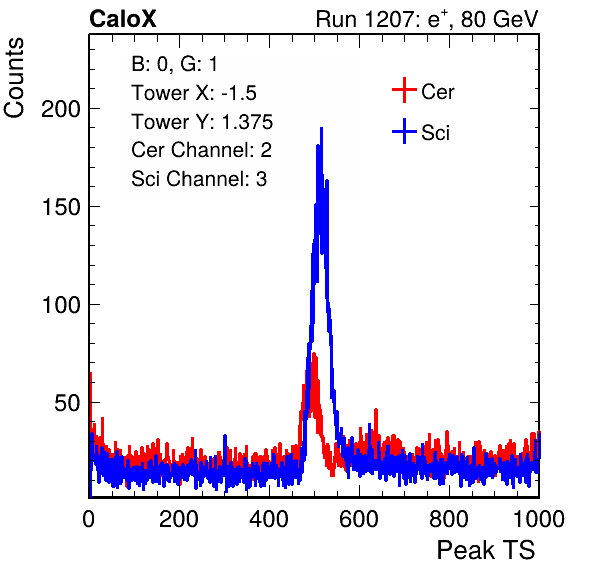 CaloX Run 1207: e⁺, 80 GeV
B: 0, G: 1
Tower X: -1.5
Tower Y: 1.375
Cer Channel: 2
Sci Channel: 3
Cer
Sci
Counts
200
150
100
50
0 200 400 600 800 1000
Peak TS